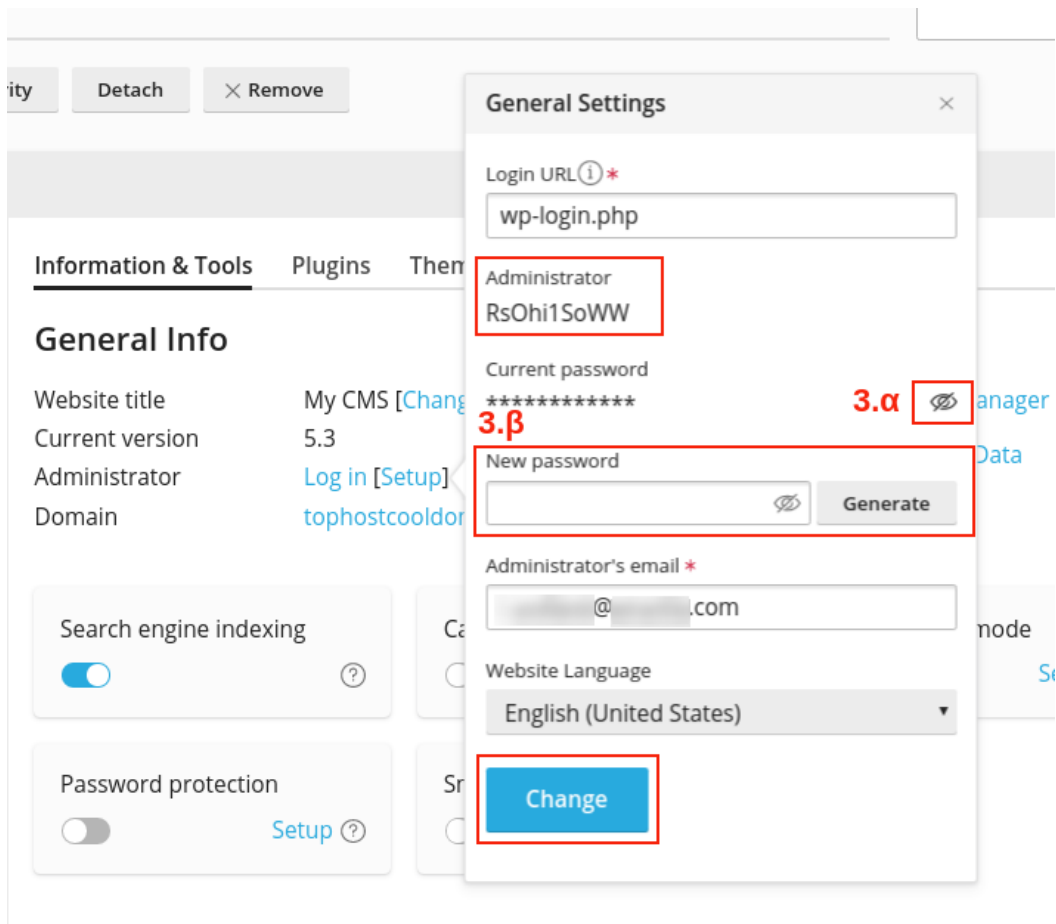 ity
Detach
Remove
General Settings
Login URL *
wp-login.php
Information & Tools
Plugins
Them
Administrator
RsOhi1SoWW
General Info
Current password
************
3.α
Website title
My CMS [Chang
anager
3.β
Current version
5.3
New password
Data
Administrator
Log in [Setup]
Generate
Domain
tophostcooldor
Administrator's email *
@ .com
Search engine indexing
Ca
mode
?
Se
Website Language
English (United States)
Password protection
Sr
Setup ?
Change